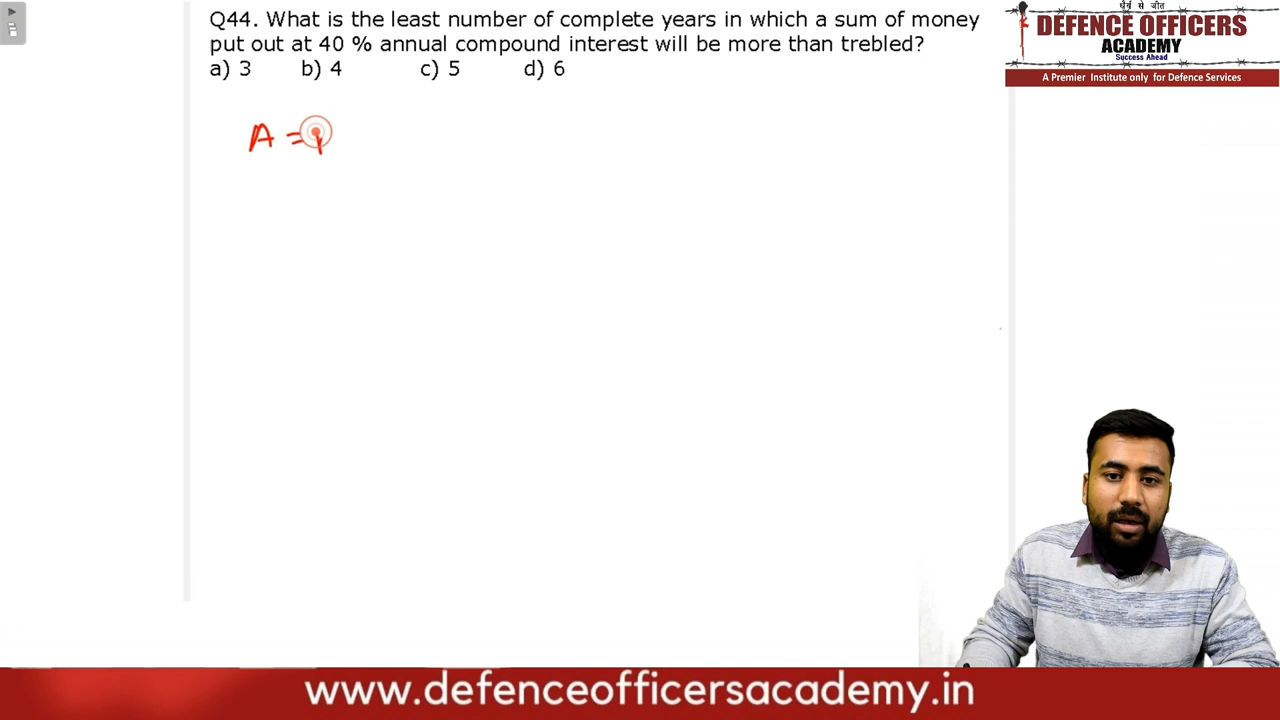 Q44. What is the least number of complete years in which a sum of money
put out at 40 % annual compound interest will be more than trebled?
a) 3 b) 4 c) 5 d) 6
धैर्य से जीत
DEFENCE OFFICERS
ACADEMY
Success Ahead
A Premier Institute only for Defence Services
A =
www.defenceofficersacademy.in